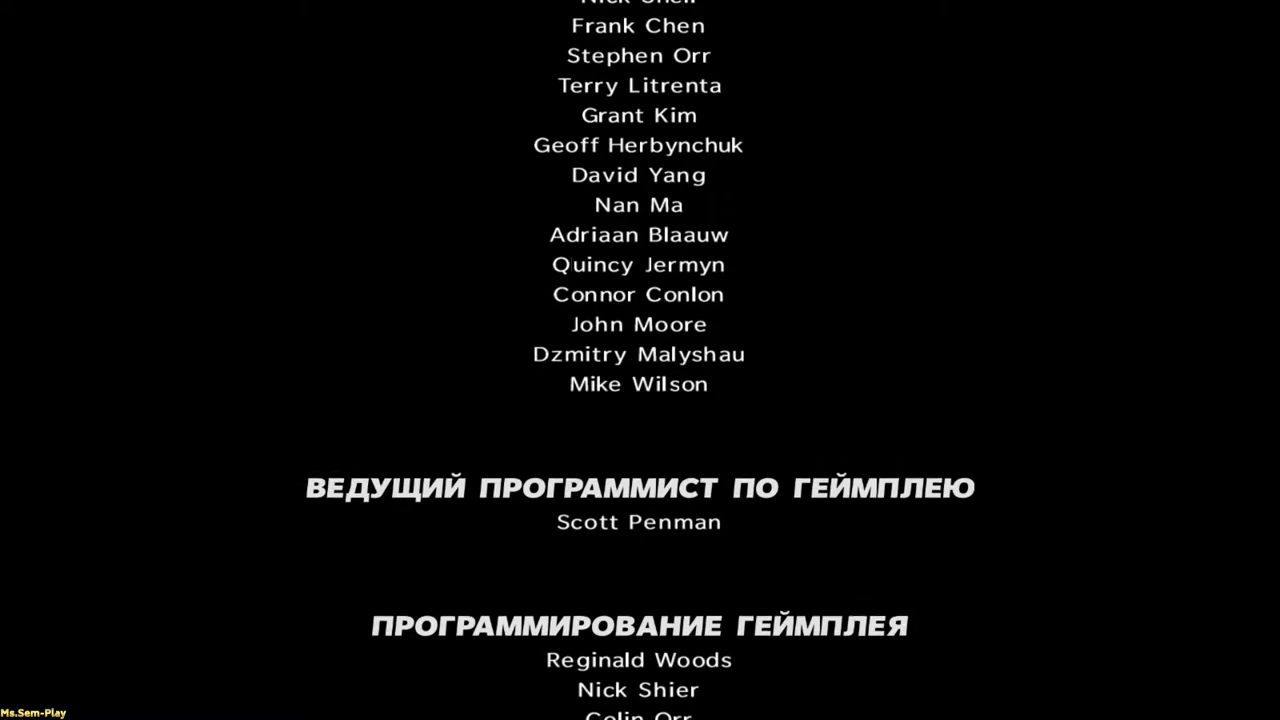 Frank Chen
Stephen Orr
Terry Litrenta
Grant Kim
Geoff Herbynchuk
David Yang
Nan Ma
Adriaan Blaauw
Quincy Jermyn
Connor Conlon
John Moore
Dzmitry Malyshau
Mike Wilson
ВЕДУЩИЙ ПРОГРАММИСТ ПО ГЕЙМПЛЕЮ
Scott Penman
ПРОГРАММИРОВАНИЕ ГЕЙМПЛЕЯ
Reginald Woods
Nick Shier
Colin Orr
Ms.Sem-Play